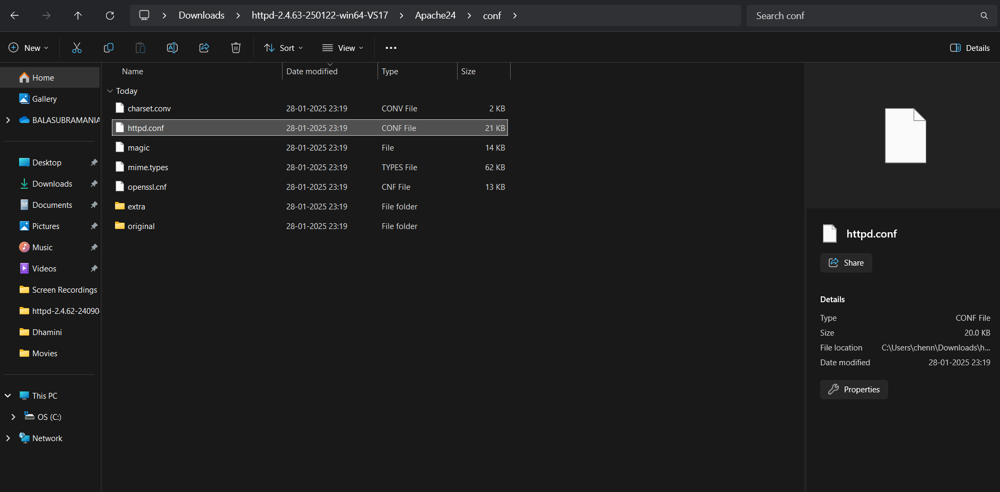 Downloads httpd-2.4.63-250122-win64-VS17 Apache24 conf
Search conf
New
Sort
View
Details
Home
Gallery
BALASUBRAMANIA
Desktop
Downloads
Documents
Pictures
Music
Videos
Screen Recordings
httpd-2.4.62-24090
Dhamini
Movies
This PC
OS (C:)
Network
Name Date modified Type Size
Today
charset.conv 28-01-2025 23:19 CONV File 2 KB
httpd.conf 28-01-2025 23:19 CONF File 21 KB
magic 28-01-2025 23:19 File 14 KB
mime.types 28-01-2025 23:19 TYPES File 62 KB
openssl.cnf 28-01-2025 23:19 CNF File 13 KB
extra 28-01-2025 23:19 File folder
original 28-01-2025 23:19 File folder
httpd.conf
Share
Details
Type CONF File
Size 20.0 KB
File location C:\Users\chenn\Downloads\h...
Date modified 28-01-2025 23:19
Properties